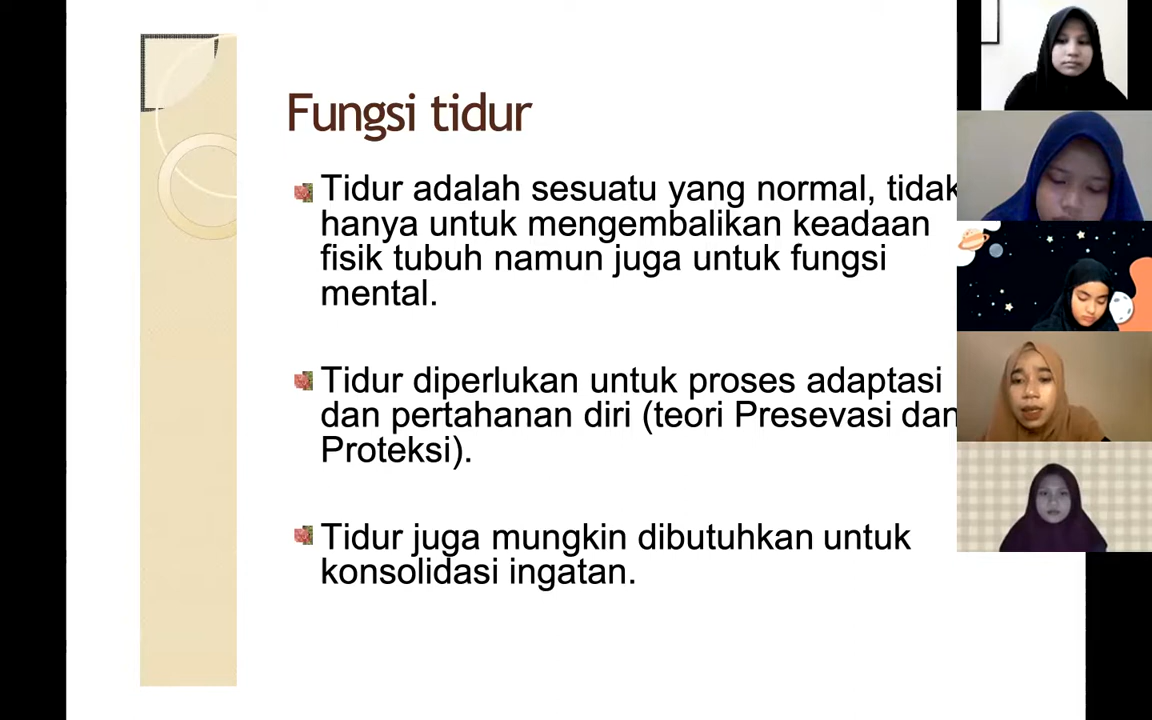 Fungsi tidur
Tidur adalah sesuatu yang normal, tidak
hanya untuk mengembalikan keadaan
fisik tubuh namun juga untuk fungsi
mental.
Tidur diperlukan untuk proses adaptasi
dan pertahanan diri (teori Presevasi dan
Proteksi).
Tidur juga mungkin dibutuhkan untuk
konsolidasi ingatan.